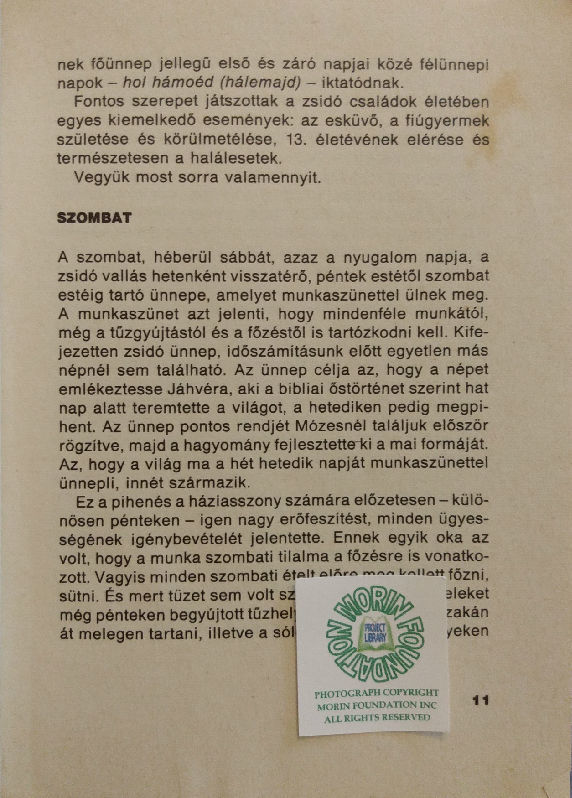 nek főünnep jellegű első és záró napjai közé félünnepi
napok – hol hámoéd (hálemajd) – iktatódnak.
Fontos szerepet játszottak a zsidó családok életében
egyes kiemelkedő események: az esküvő, a fiúgyermek
születése és körülmetélése, 13. életévének elérése és
természetesen a halálesetek.
Vegyük most sorra valamennyit.
SZOMBAT
A szombat, héberül sábbát, azaz a nyugalom napja, a
zsidó vallás hetenként visszatérő, péntek estétől szombat
estéig tartó ünnepe, amelyet munkaszünettel ülnek meg.
A munkaszünet azt jelenti, hogy mindenféle munkától,
még a tűzgyújtástól és a főzéstől is tartózkodni kell. Kife-
jezetten zsidó ünnep, időszámításunk előtt egyetlen más
népnél sem található. Az ünnep célja az, hogy a népet
emlékeztesse Jáhvéra, aki a bibliai őstörténet szerint hat
nap alatt teremtette a világot, a hetediken pedig megpi-
hent. Az ünnep pontos rendjét Mózesnél találjuk először
rögzítve, majd a hagyomány fejlesztette ki a mai formáját.
Az, hogy a világ ma a hét hetedik napját munkaszünettel
ünnepli, innét származik.
Ez a pihenés a háziasszony számára előzetesen – külö-
nösen pénteken – igen nagy erőfeszítést, minden ügyes-
ségének igénybevételét jelentette. Ennek egyik oka az
volt, hogy a munka szombati tilalma a főzésre is vonatko-
zott. Vagyis minden szombati ételt előre meg kellett főzni,
sütni. És mert tüzet sem volt sz eleket
még pénteken begyújtott tűzhel zakán
át melegen tartani, illetve a sól yeken
MORIN FOUNDATION
PROJECT
LIBRARY
PHOTOGRAPH COPYRIGHT
MORIN FOUNDATION INC
ALL RIGHTS RESERVED
11